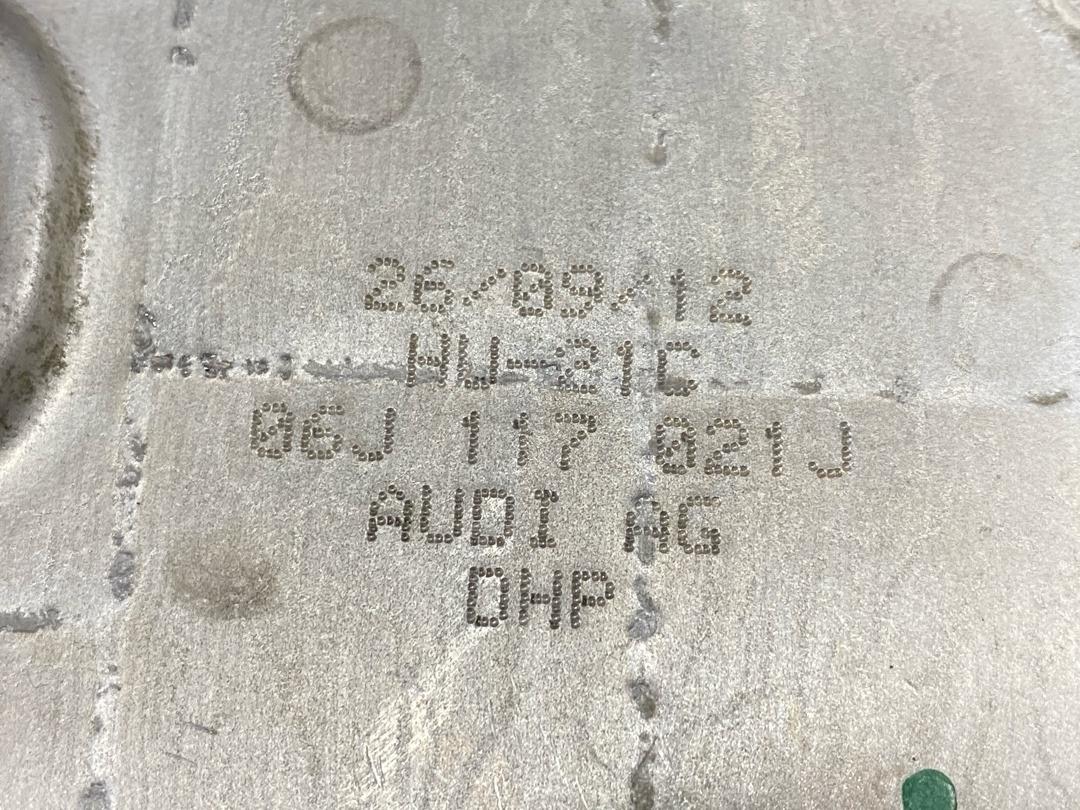 26/09/12
HW-21C
06J 117 021J
AUDI AG
DHP